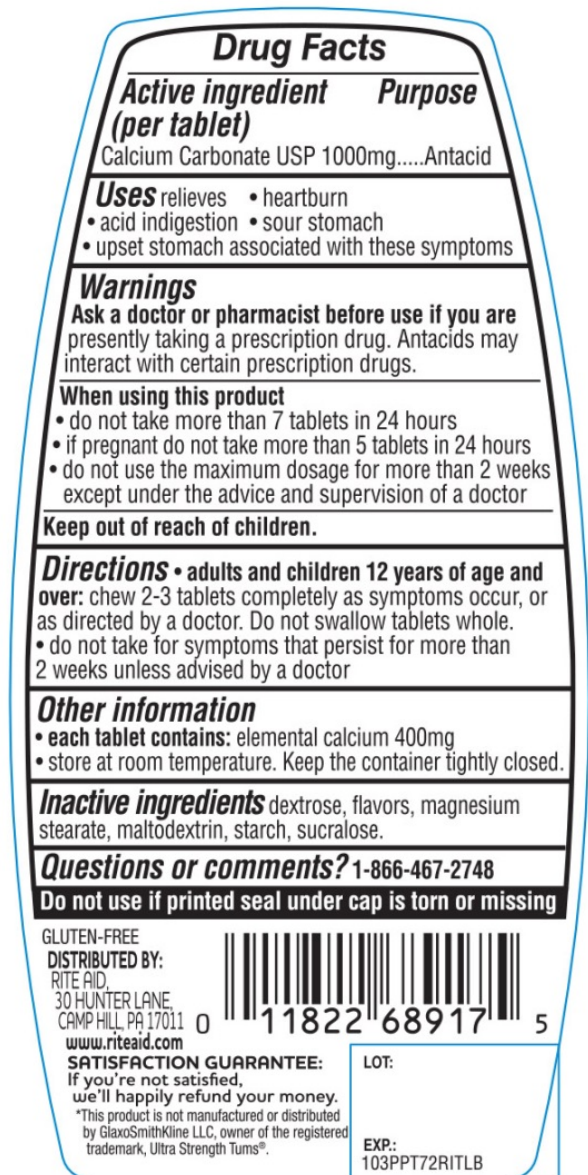 Drug Facts
Active ingredient Purpose
(per tablet)
Calcium Carbonate USP 1000mg.....Antacid
Uses relieves • heartburn
• acid indigestion • sour stomach
• upset stomach associated with these symptoms
Warnings
Ask a doctor or pharmacist before use if you are
presently taking a prescription drug. Antacids may
interact with certain prescription drugs.
When using this product
• do not take more than 7 tablets in 24 hours
• if pregnant do not take more than 5 tablets in 24 hours
• do not use the maximum dosage for more than 2 weeks
except under the advice and supervision of a doctor
Keep out of reach of children.
Directions • adults and children 12 years of age and
over: chew 2-3 tablets completely as symptoms occur, or
as directed by a doctor. Do not swallow tablets whole.
• do not take for symptoms that persist for more than
2 weeks unless advised by a doctor
Other information
• each tablet contains: elemental calcium 400mg
• store at room temperature. Keep the container tightly closed.
Inactive ingredients dextrose, flavors, magnesium
stearate, maltodextrin, starch, sucralose.
Questions or comments? 1-866-467-2748
Do not use if printed seal under cap is torn or missing
GLUTEN-FREE
DISTRIBUTED BY:
RITE AID,
30 HUNTER LANE,
CAMP HILL, PA 17011
www.riteaid.com
0 11822 68917 5
SATISFACTION GUARANTEE:
If you're not satisfied,
we'll happily refund your money.
*This product is not manufactured or distributed
by GlaxoSmithKline LLC, owner of the registered
trademark, Ultra Strength Tums®.
LOT:
EXP.:
103PPT72RITLB